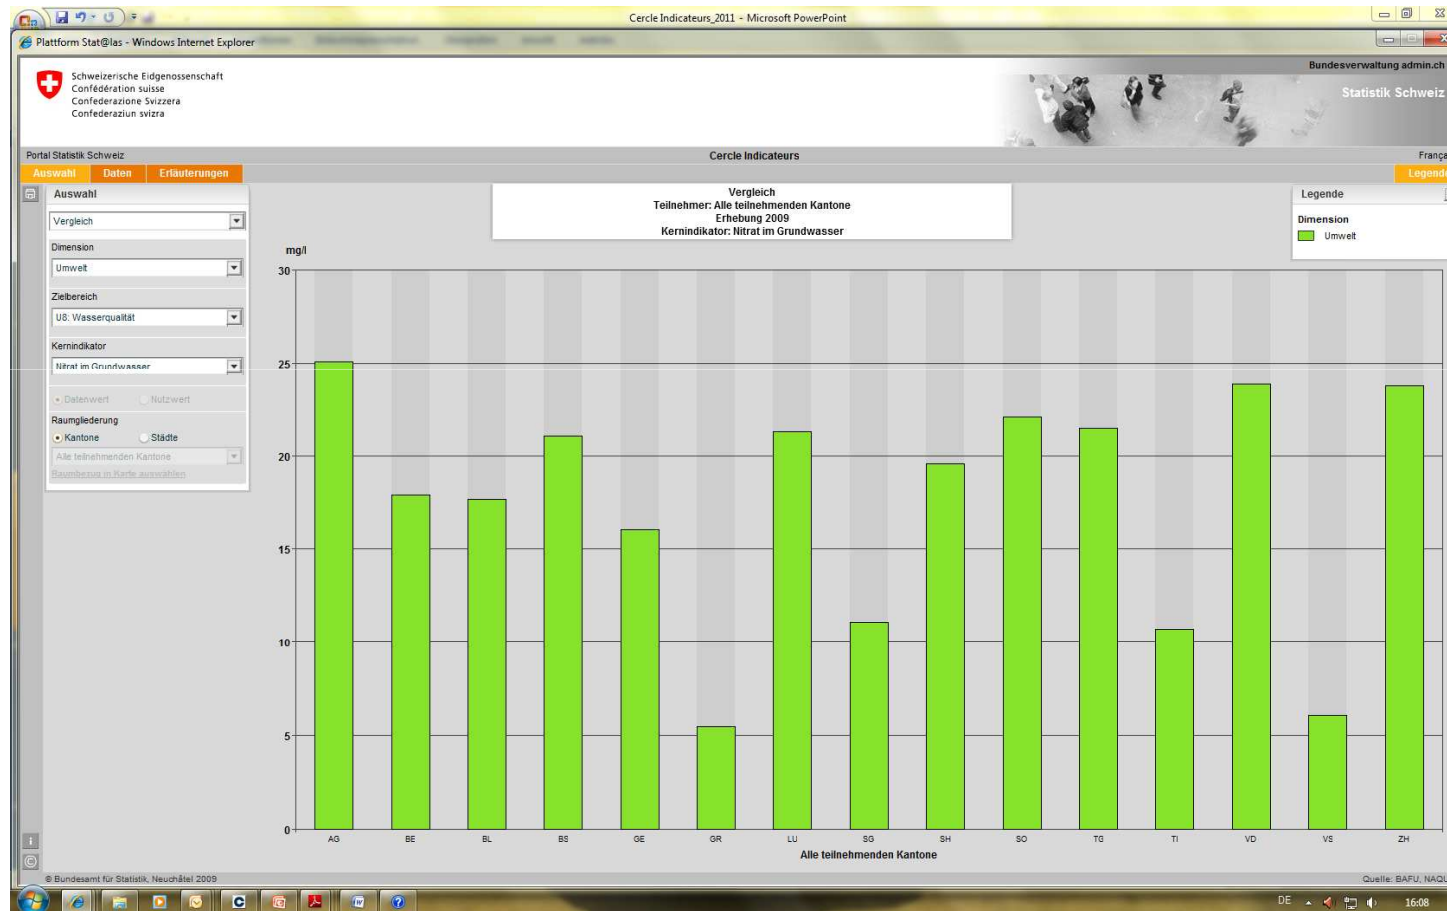 Cercle Indicateurs_2011 - Microsoft PowerPoint
Plattform Stat@las - Windows Internet Explorer
Bundesverwaltung admin.ch
Schweizerische Eidgenossenschaft
Confédération suisse
Confederazione Svizzera
Confederaziun svizra
Statistik Schweiz
Portal Statistik Schweiz
Cercle Indicateurs
França
Auswahl Daten Erläuterungen
Legende
Auswahl
Vergleich
Dimension
Umwelt
Zielbereich
U8: Wasserqualität
Kernindikator
Nitrat im Grundwasser
Datenwert Nutzwert
Raumgliederung
Kantone Städte
Alle teilnehmenden Kantone
Raumbezug in Karte auswählen
Vergleich
Teilnehmer: Alle teilnehmenden Kantone
Erhebung 2009
Kernindikator: Nitrat im Grundwasser
Legende
Dimension
Umwelt
mg/l
30
25
20
15
10
5
0
AG BE BL BS GE GR LU SG SH SO TG TI VD VS ZH
Alle teilnehmenden Kantone
© Bundesamt für Statistik, Neuchâtel 2009
Quelle: BAFU, NAQU
DE
16:08